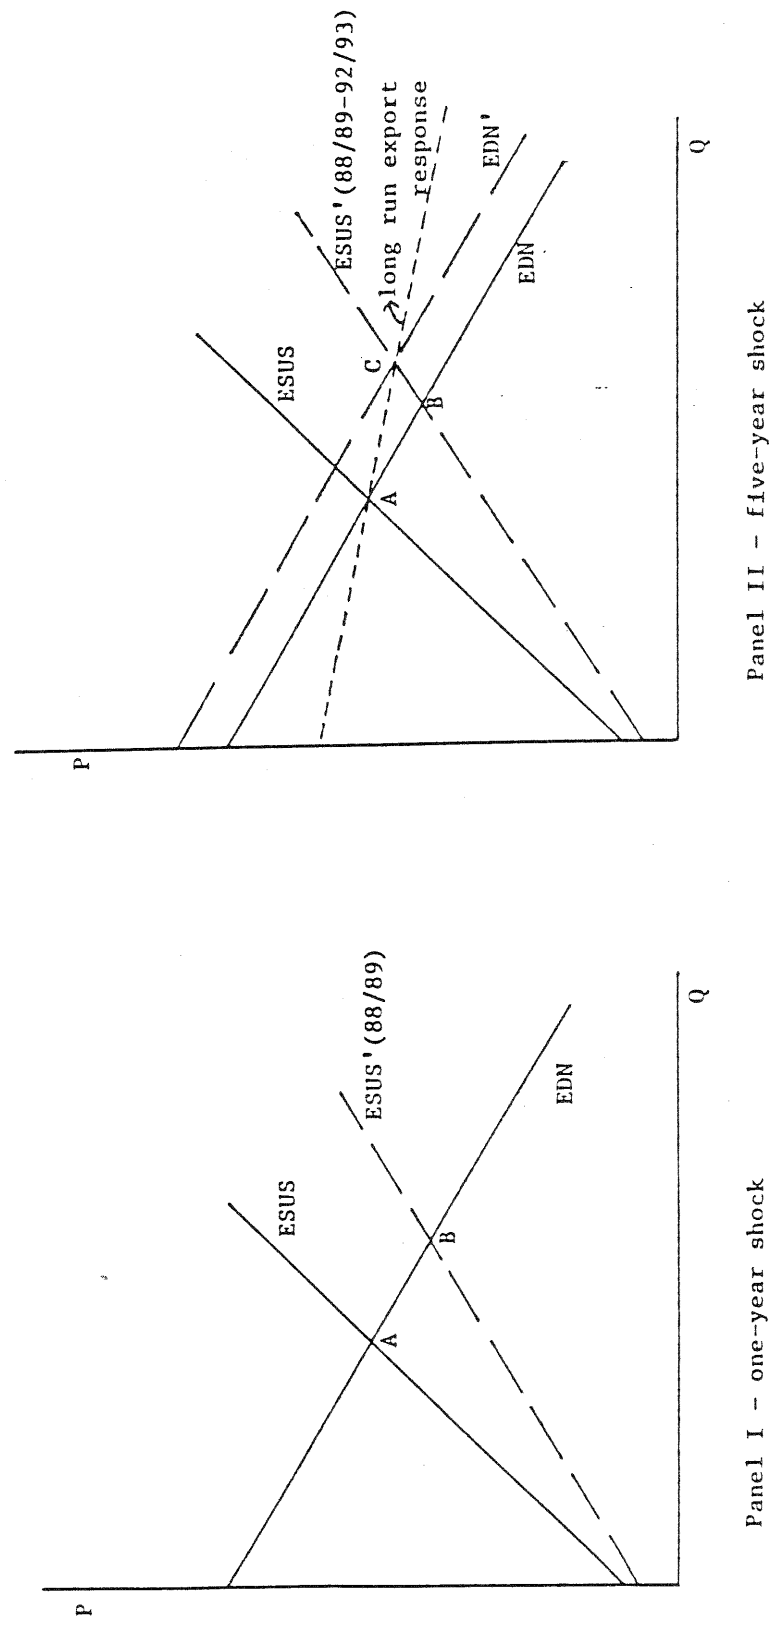 P
ESUS
ESUS'(88/89)
A
B
EDN
Q
Panel I - one-year shock
P
ESUS
ESUS'(88/89-92/93)
long run export
response
C
A
B
EDN'
EDN
Q
Panel II - five-year shock